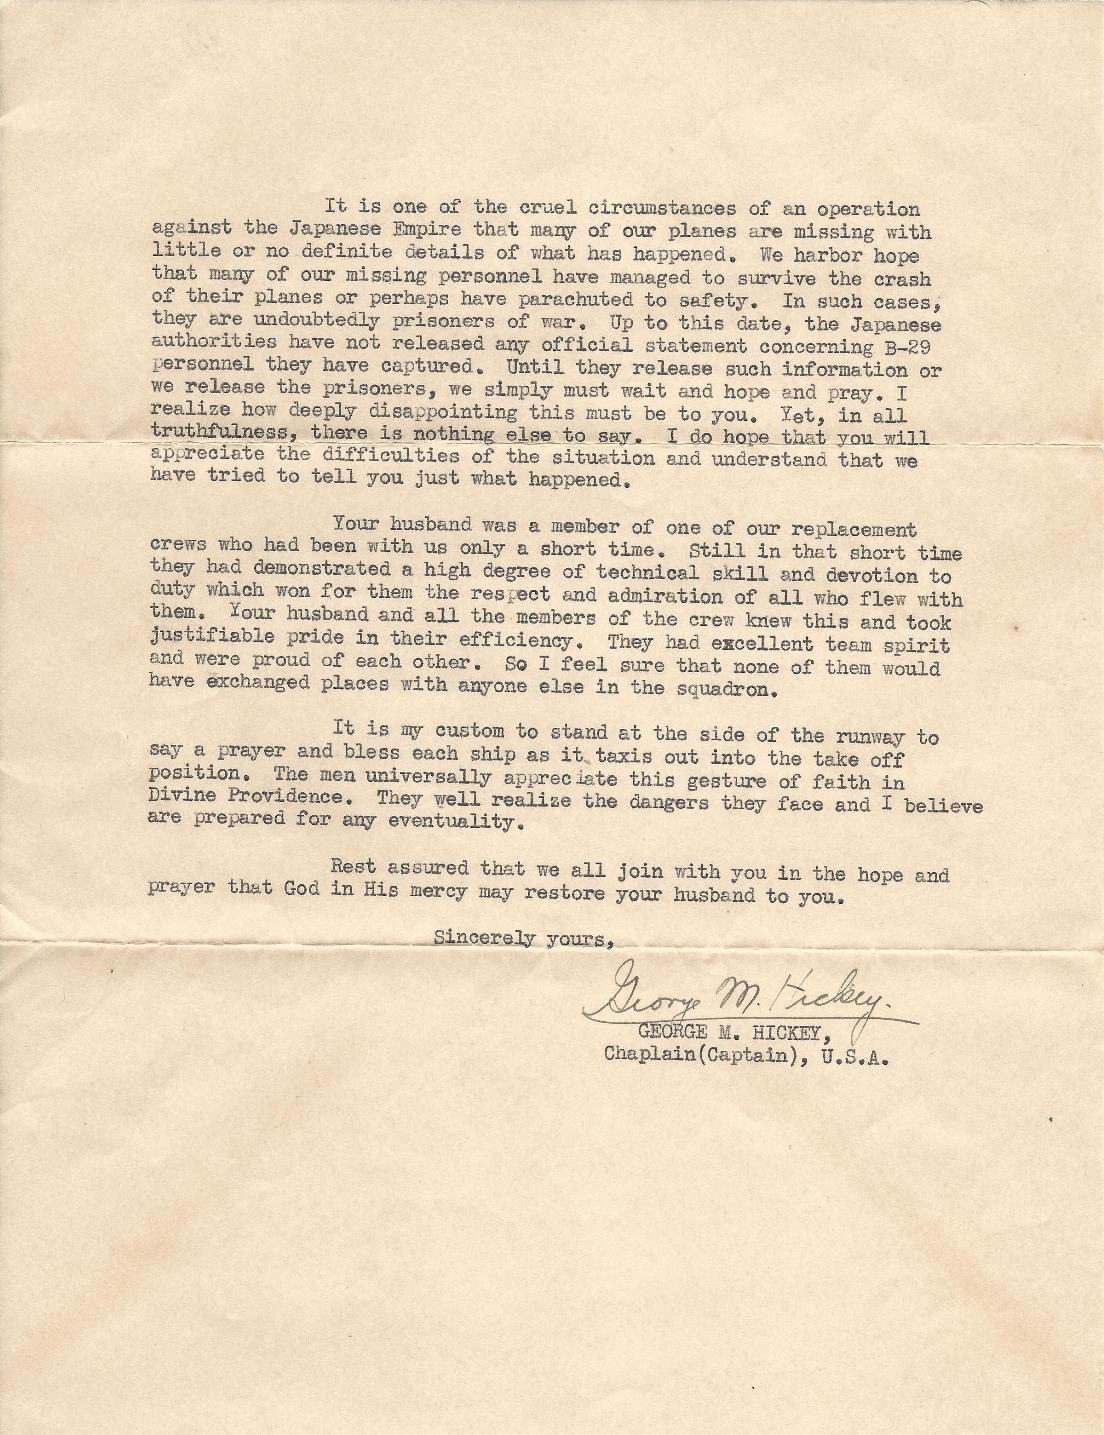 It is one of the cruel circumstances of an operation
against the Japanese Empire that many of our planes are missing with
little or no definite details of what has happened. We harbor hope
that many of our missing personnel have managed to survive the crash
of their planes or perhaps have parachuted to safety. In such cases,
they are undoubtedly prisoners of war. Up to this date, the Japanese
authorities have not released any official statement concerning B-29
personnel they have captured. Until they release such information or
we release the prisoners, we simply must wait and hope and pray. I
realize how deeply disappointing this must be to you. Yet, in all
truthfulness, there is nothing else to say. I do hope that you will
appreciate the difficulties of the situation and understand that we
have tried to tell you just what happened.

Your husband was a member of one of our replacement
crews who had been with us only a short time. Still in that short time
they had demonstrated a high degree of technical skill and devotion to
duty which won for them the respect and admiration of all who flew with
them. Your husband and all the members of the crew knew this and took
justifiable pride in their efficiency. They had excellent team spirit
and were proud of each other. So I feel sure that none of them would
have exchanged places with anyone else in the squadron.

It is my custom to stand at the side of the runway to
say a prayer and bless each ship as it taxis out into the take off
position. The men universally appreciate this gesture of faith in
Divine Providence. They well realize the dangers they face and I believe
are prepared for any eventuality.

Rest assured that we all join with you in the hope and
prayer that God in His mercy may restore your husband to you.

Sincerely yours,
George M. Hickey.
GEORGE M. HICKEY,
Chaplain(Captain), U.S.A.